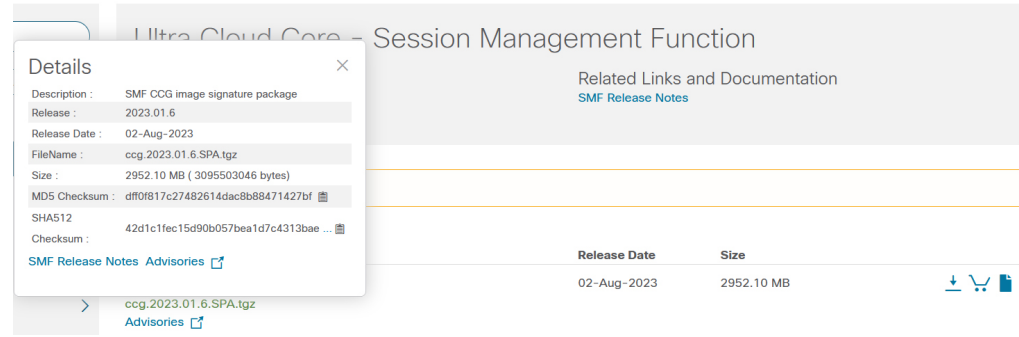 Ultra Cloud Core - Session Management Function
Details
Related Links and Documentation
SMF Release Notes
Description : SMF CCG image signature package
Release : 2023.01.6
Release Date : 02-Aug-2023
FileName : ccg.2023.01.6.SPA.tgz
Size : 2952.10 MB ( 3095503046 bytes)
MD5 Checksum : dff0f817c27482614dac8b88471427bf
SHA512
Checksum :
42d1c1fec15d90b057bea1d7c4313bae ...
SMF Release Notes Advisories
Release Date Size
02-Aug-2023 2952.10 MB
ccg.2023.01.6.SPA.tgz
Advisories